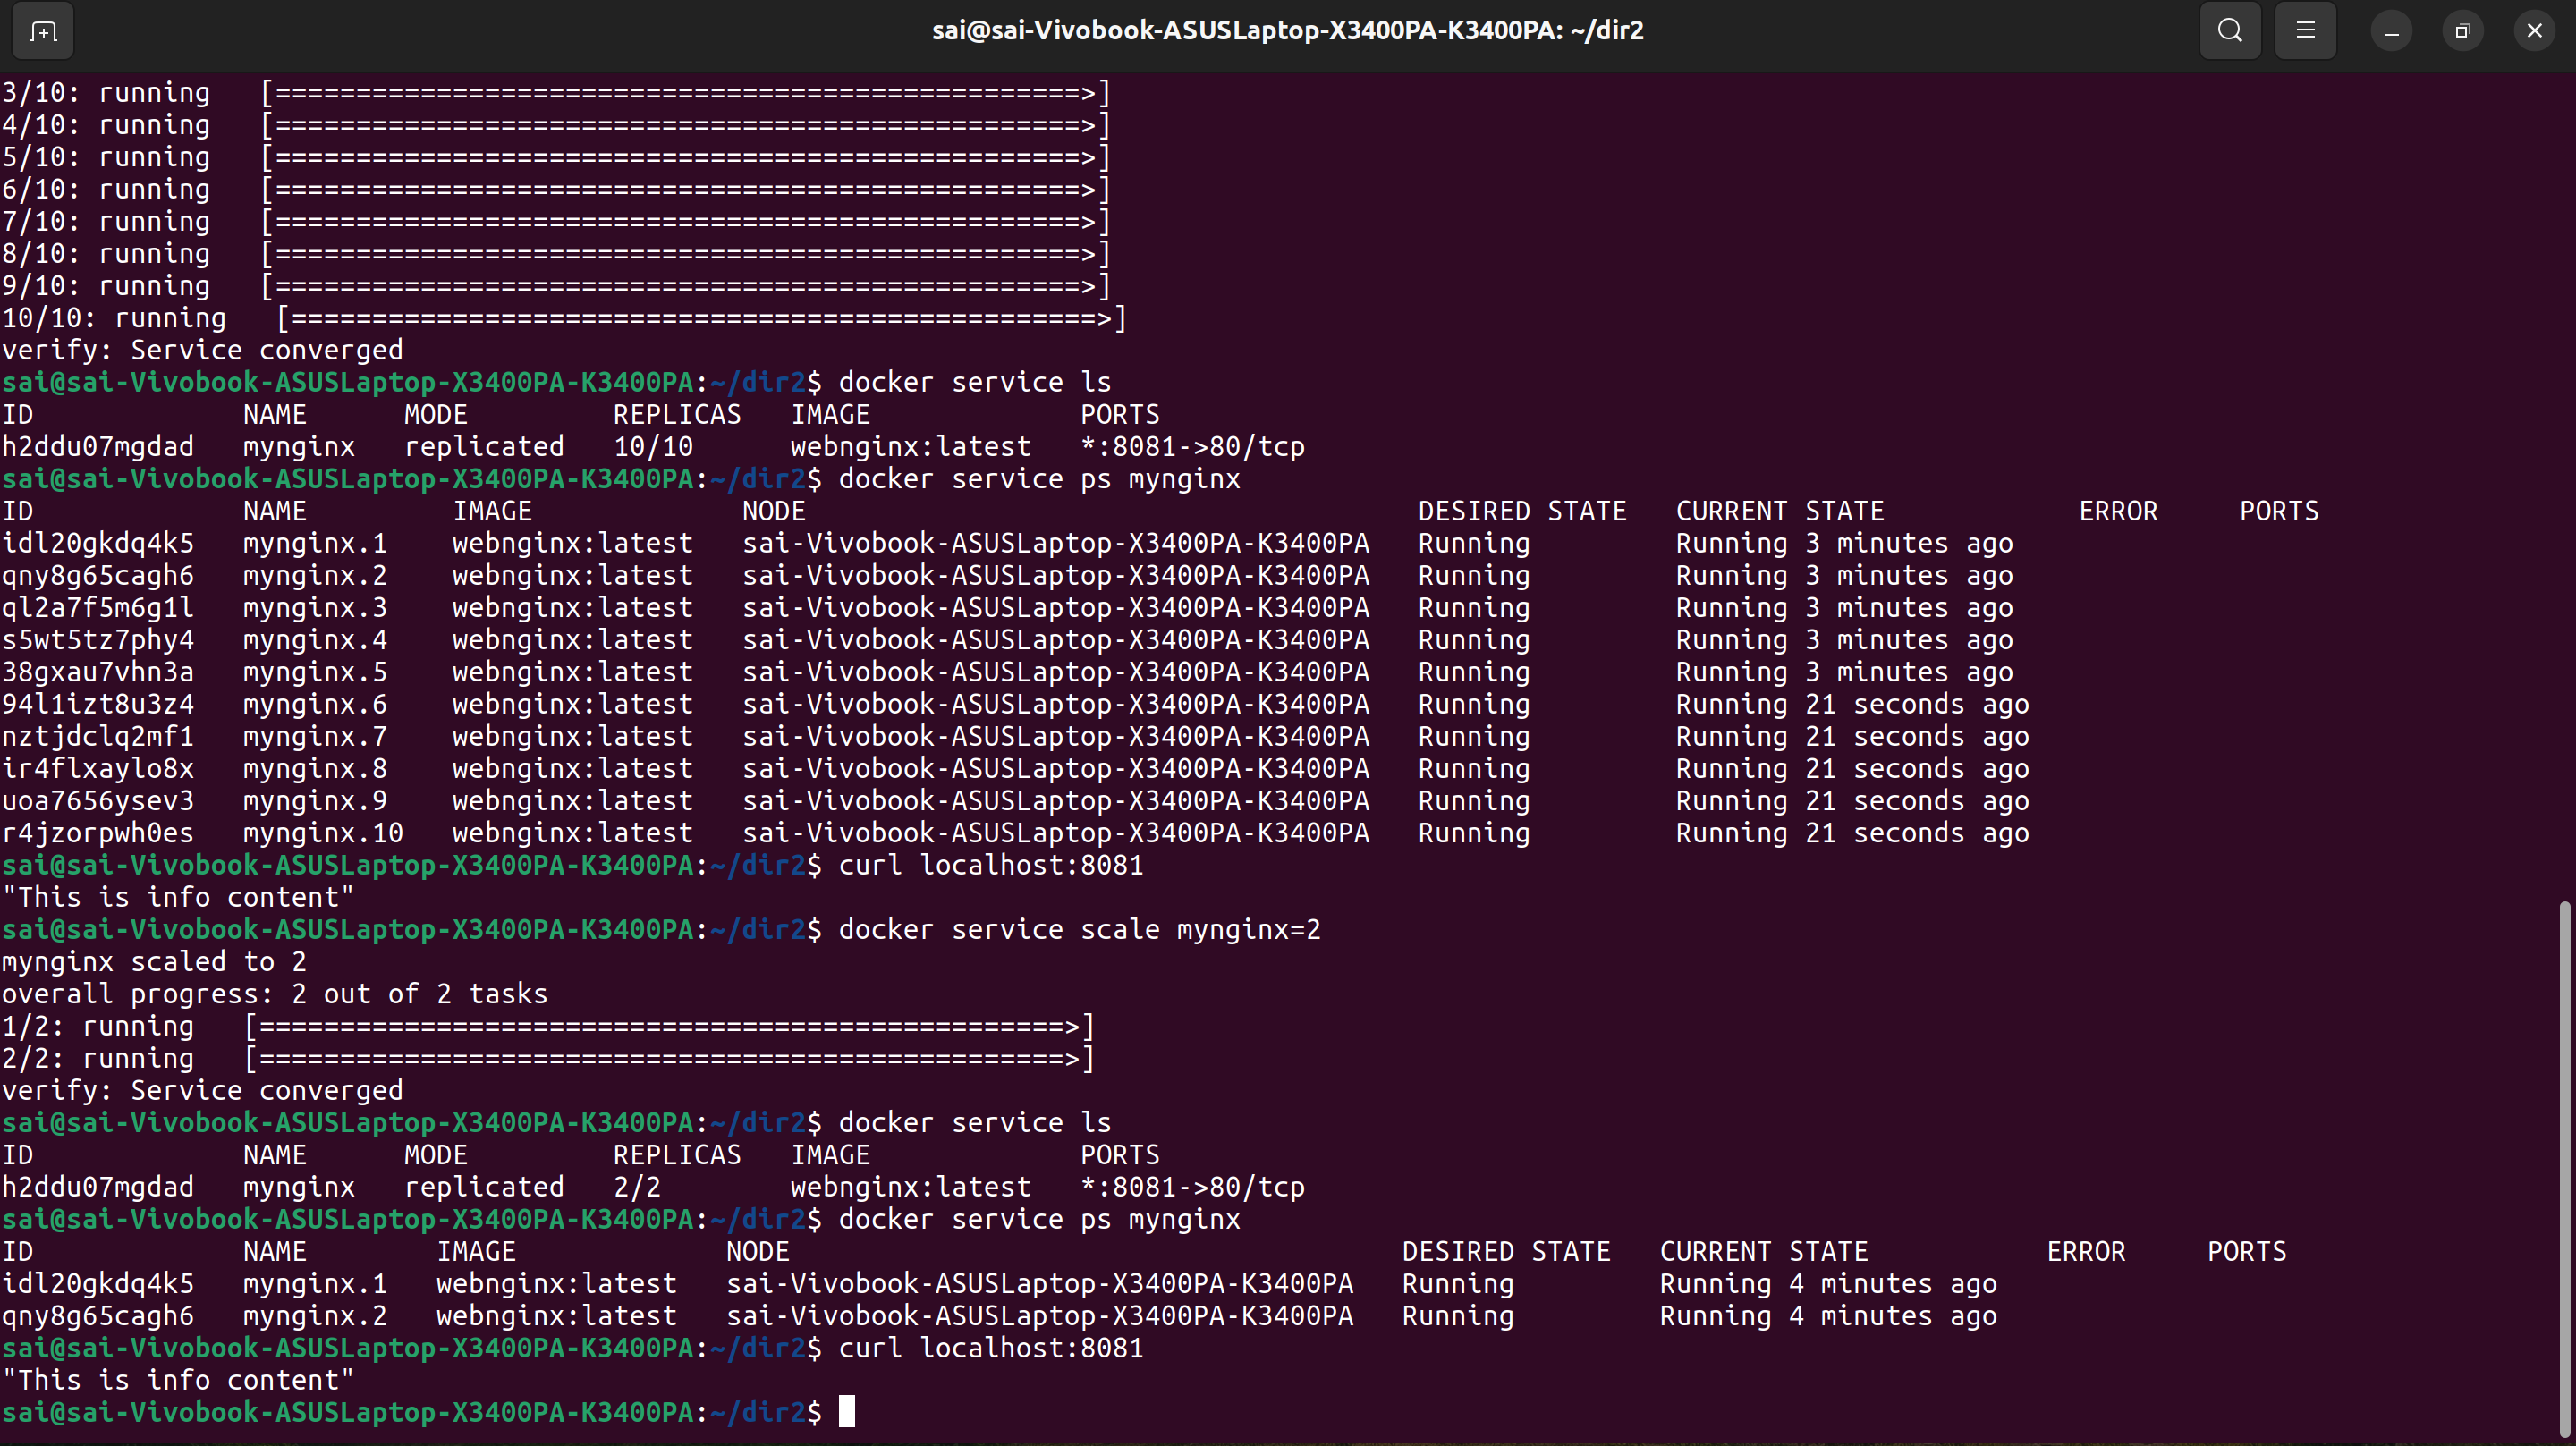 sai@sai-Vivobook-ASUSLaptop-X3400PA-K3400PA: ~/dir2
3/10: running   [==================================================>]
4/10: running   [==================================================>]
5/10: running   [==================================================>]
6/10: running   [==================================================>]
7/10: running   [==================================================>]
8/10: running   [==================================================>]
9/10: running   [==================================================>]
10/10: running   [==================================================>]
verify: Service converged
sai@sai-Vivobook-ASUSLaptop-X3400PA-K3400PA:~/dir2$ docker service ls
ID             NAME      MODE         REPLICAS   IMAGE             PORTS
h2ddu07mgdad   mynginx   replicated   10/10      webnginx:latest   *:8081->80/tcp
sai@sai-Vivobook-ASUSLaptop-X3400PA-K3400PA:~/dir2$ docker service ps mynginx
ID             NAME         IMAGE             NODE                                      DESIRED STATE   CURRENT STATE            ERROR     PORTS
idl20gkdq4k5   mynginx.1    webnginx:latest   sai-Vivobook-ASUSLaptop-X3400PA-K3400PA   Running         Running 3 minutes ago
qny8g65cagh6   mynginx.2    webnginx:latest   sai-Vivobook-ASUSLaptop-X3400PA-K3400PA   Running         Running 3 minutes ago
ql2a7f5m6g1l   mynginx.3    webnginx:latest   sai-Vivobook-ASUSLaptop-X3400PA-K3400PA   Running         Running 3 minutes ago
s5wt5tz7phy4   mynginx.4    webnginx:latest   sai-Vivobook-ASUSLaptop-X3400PA-K3400PA   Running         Running 3 minutes ago
38gxau7vhn3a   mynginx.5    webnginx:latest   sai-Vivobook-ASUSLaptop-X3400PA-K3400PA   Running         Running 3 minutes ago
94l1izt8u3z4   mynginx.6    webnginx:latest   sai-Vivobook-ASUSLaptop-X3400PA-K3400PA   Running         Running 21 seconds ago
nztjdclq2mf1   mynginx.7    webnginx:latest   sai-Vivobook-ASUSLaptop-X3400PA-K3400PA   Running         Running 21 seconds ago
ir4flxaylo8x   mynginx.8    webnginx:latest   sai-Vivobook-ASUSLaptop-X3400PA-K3400PA   Running         Running 21 seconds ago
uoa7656ysev3   mynginx.9    webnginx:latest   sai-Vivobook-ASUSLaptop-X3400PA-K3400PA   Running         Running 21 seconds ago
r4jzorpwh0es   mynginx.10   webnginx:latest   sai-Vivobook-ASUSLaptop-X3400PA-K3400PA   Running         Running 21 seconds ago
sai@sai-Vivobook-ASUSLaptop-X3400PA-K3400PA:~/dir2$ curl localhost:8081
"This is info content"
sai@sai-Vivobook-ASUSLaptop-X3400PA-K3400PA:~/dir2$ docker service scale mynginx=2
mynginx scaled to 2
overall progress: 2 out of 2 tasks
1/2: running   [==================================================>]
2/2: running   [==================================================>]
verify: Service converged
sai@sai-Vivobook-ASUSLaptop-X3400PA-K3400PA:~/dir2$ docker service ls
ID             NAME      MODE         REPLICAS   IMAGE             PORTS
h2ddu07mgdad   mynginx   replicated   2/2        webnginx:latest   *:8081->80/tcp
sai@sai-Vivobook-ASUSLaptop-X3400PA-K3400PA:~/dir2$ docker service ps mynginx
ID             NAME        IMAGE             NODE                                      DESIRED STATE   CURRENT STATE           ERROR     PORTS
idl20gkdq4k5   mynginx.1   webnginx:latest   sai-Vivobook-ASUSLaptop-X3400PA-K3400PA   Running         Running 4 minutes ago
qny8g65cagh6   mynginx.2   webnginx:latest   sai-Vivobook-ASUSLaptop-X3400PA-K3400PA   Running         Running 4 minutes ago
sai@sai-Vivobook-ASUSLaptop-X3400PA-K3400PA:~/dir2$ curl localhost:8081
"This is info content"
sai@sai-Vivobook-ASUSLaptop-X3400PA-K3400PA:~/dir2$